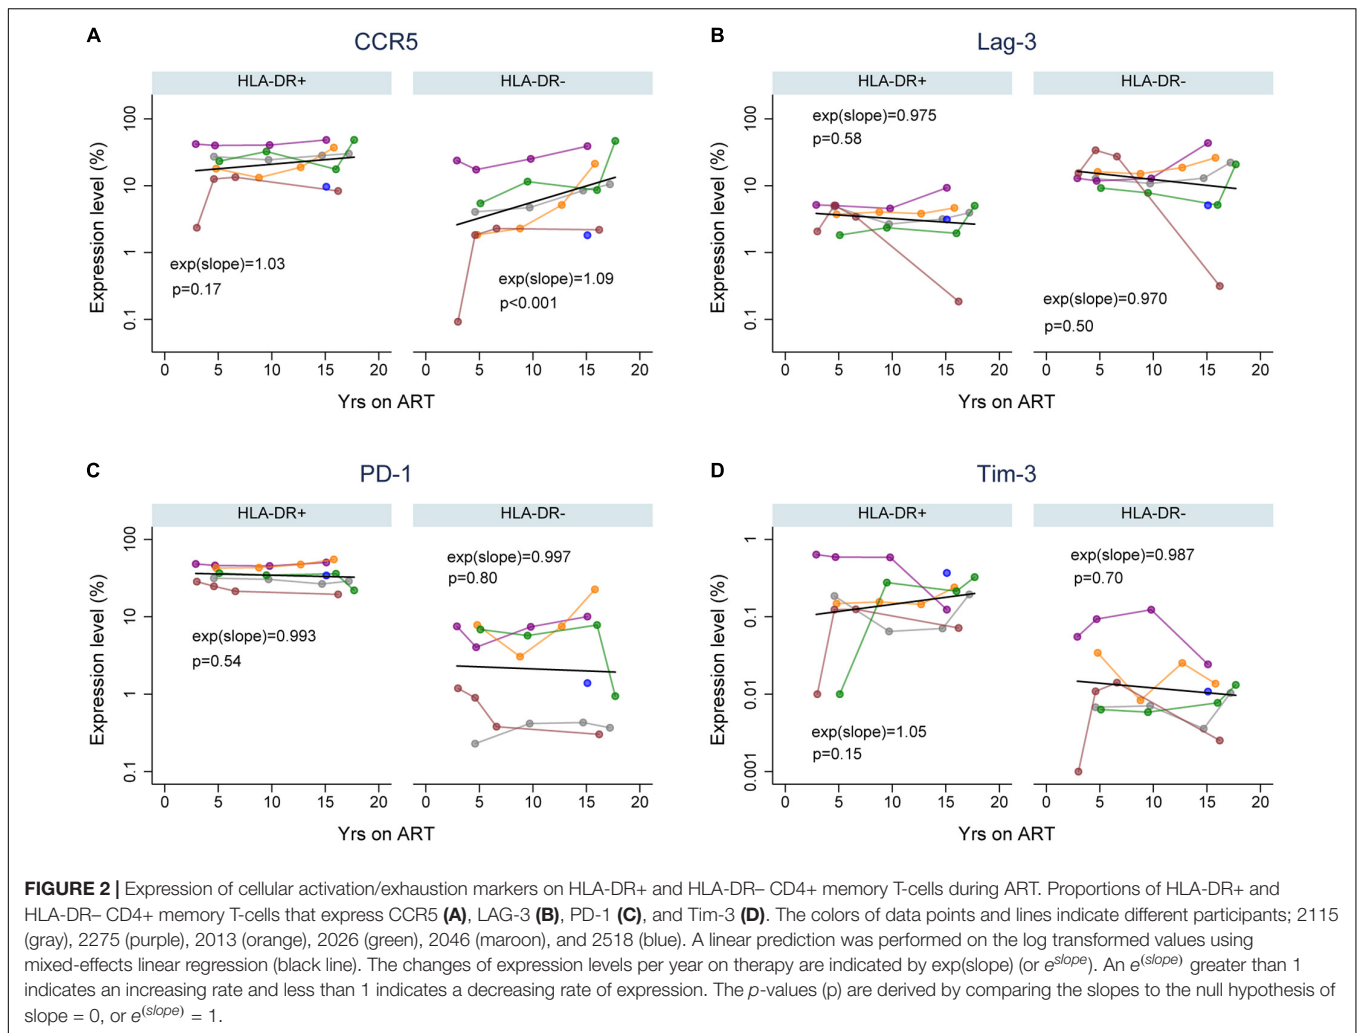 A
CCR5
HLA-DR+
HLA-DR-
Expression level (%)
100
10
1
0.1
exp(slope)=1.03
p=0.17
exp(slope)=1.09
p<0.001
0 5 10 15 20
0 5 10 15 20
Yrs on ART
B
Lag-3
HLA-DR+
HLA-DR-
Expression level (%)
100
10
1
0.1
exp(slope)=0.975
p=0.58
exp(slope)=0.970
p=0.50
0 5 10 15 20
0 5 10 15 20
Yrs on ART
C
PD-1
HLA-DR+
HLA-DR-
Expression level (%)
100
10
1
0.1
exp(slope)=0.993
p=0.54
exp(slope)=0.997
p=0.80
0 5 10 15 20
0 5 10 15 20
Yrs on ART
D
Tim-3
HLA-DR+
HLA-DR-
Expression level (%)
1
0.1
0.01
0.001
exp(slope)=1.05
p=0.15
exp(slope)=0.987
p=0.70
0 5 10 15 20
0 5 10 15 20
Yrs on ART
FIGURE 2 | Expression of cellular activation/exhaustion markers on HLA-DR+ and HLA-DR– CD4+ memory T-cells during ART. Proportions of HLA-DR+ and
HLA-DR– CD4+ memory T-cells that express CCR5 (A), LAG-3 (B), PD-1 (C), and Tim-3 (D). The colors of data points and lines indicate different participants; 2115
(gray), 2275 (purple), 2013 (orange), 2026 (green), 2046 (maroon), and 2518 (blue). A linear prediction was performed on the log transformed values using
mixed-effects linear regression (black line). The changes of expression levels per year on therapy are indicated by exp(slope) (or e^slope). An e^(slope) greater than 1
indicates an increasing rate and less than 1 indicates a decreasing rate of expression. The p-values (p) are derived by comparing the slopes to the null hypothesis of
slope = 0, or e^(slope) = 1.